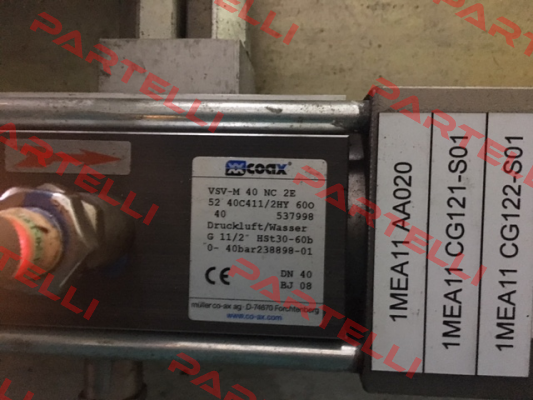 coax®
VSV-M 40 NC 2E
52 40C411/2HY 600
40 537998
Druckluft/Wasser
G 11/2" HSt30-60b
0- 40bar238898-01
CE
DN 40
BJ 08
müller co-ax ag · D-74670 Forchtenberg
www.co-ax.com
1MEA11 AA020
1MEA11 CG121-S01
1MEA11 CG122-S01
PARTELLI
PARTELLI
PARTELLI
PARTELLI
PARTELLI
PARTELLI
PARTELLI